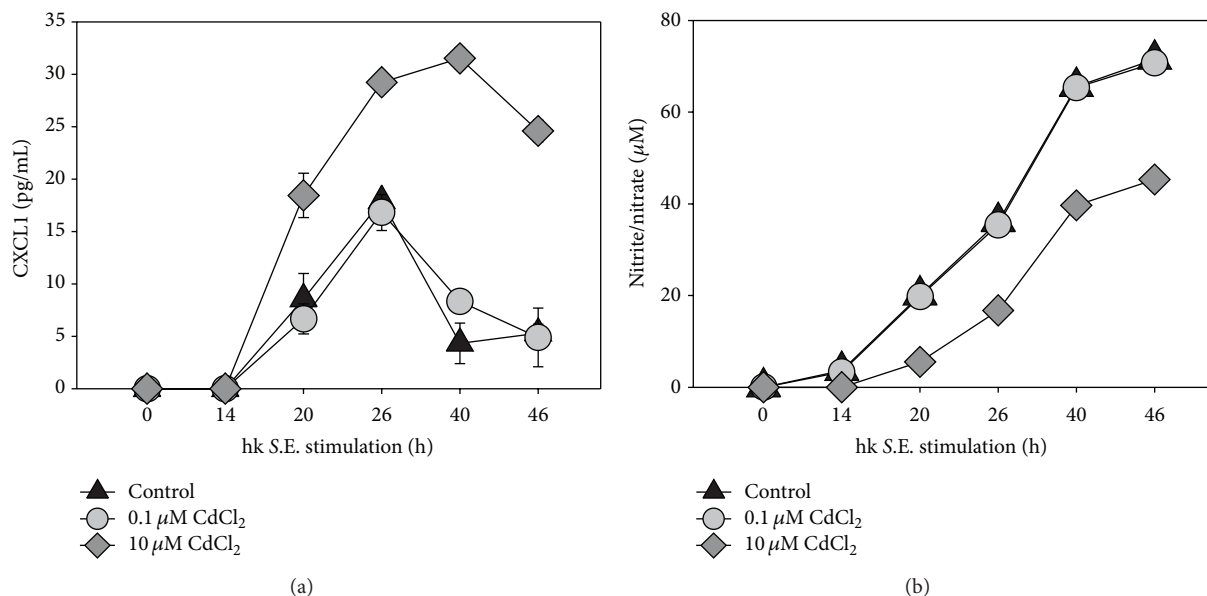 35
30
25
20
15
10
5
0
CXCL1 (pg/mL)
0 14 20 26 40 46
hk S.E. stimulation (h)
Control
0.1 μM CdCl₂
10 μM CdCl₂
(a)
80
60
40
20
0
Nitrite/nitrate (μM)
0 14 20 26 40 46
hk S.E. stimulation (h)
Control
0.1 μM CdCl₂
10 μM CdCl₂
(b)